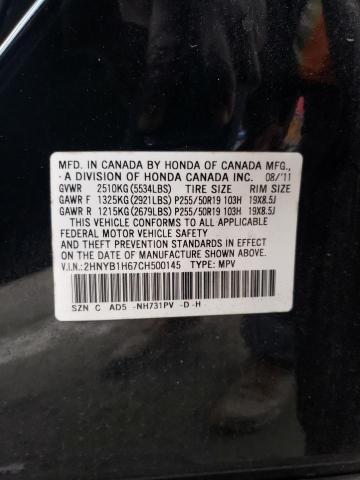 MFD. IN CANADA BY HONDA OF CANADA MFG.,
- A DIVISION OF HONDA CANADA INC. 08/'11
GVWR 2510KG (5534LBS) TIRE SIZE RIM SIZE
GAWR F 1325KG (2921LBS) P255/50R19 103H 19X8.5J
GAWR R 1215KG (2679LBS) P255/50R19 103H 19X8.5J
THIS VEHICLE CONFORMS TO ALL APPLICABLE
FEDERAL MOTOR VEHICLE SAFETY STANDARDS IN EFFECT
ON THE DATE OF MANUFACTURE SHOWN ABOVE.
V.I.N.:2HNYB1H67CH500145 TYPE: MPV
SZN C AD5 -NH731PV -D -H